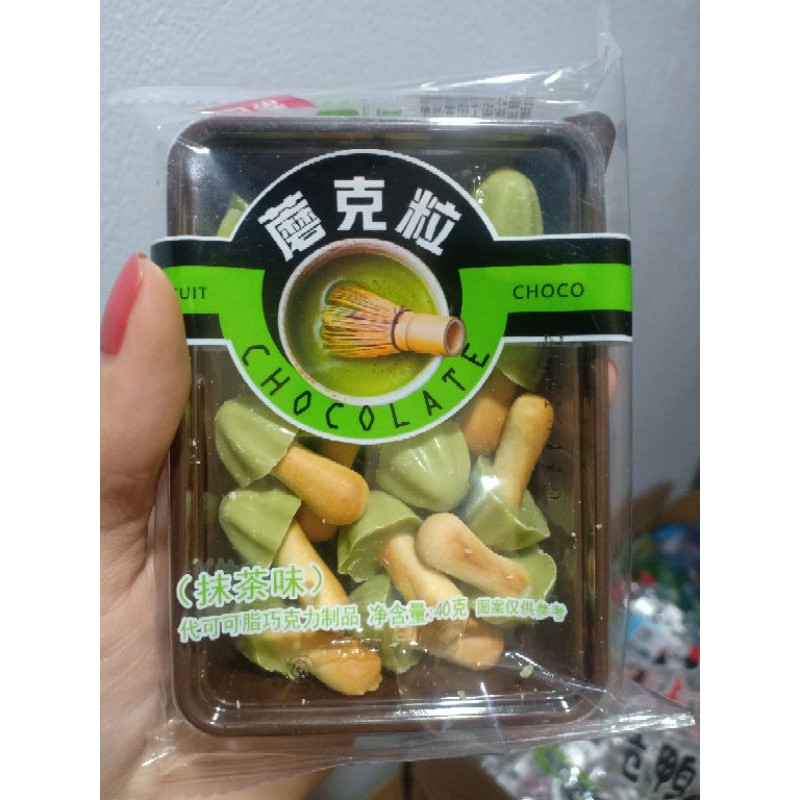 蘑克粒
CUIT
CHOCO
CHOCOLATE
（抹茶味）
代可可脂巧克力制品 净含量:40克 图案仅供参考